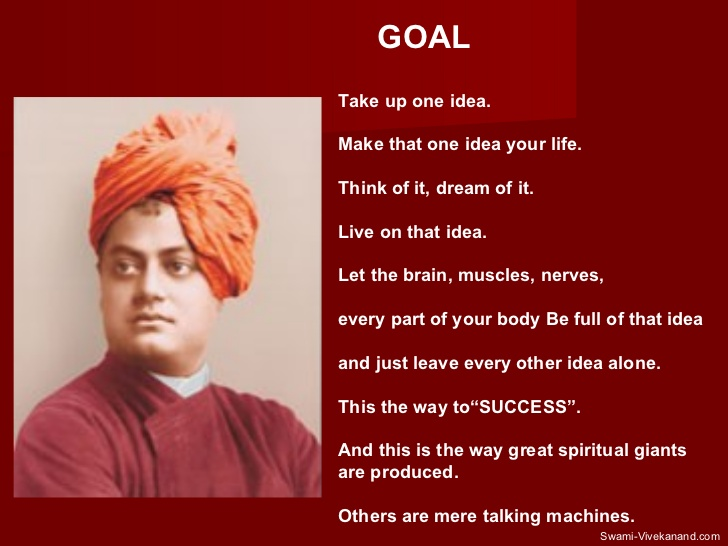 GOAL
Take up one idea.
Make that one idea your life.
Think of it, dream of it.
Live on that idea.
Let the brain, muscles, nerves,
every part of your body Be full of that idea
and just leave every other idea alone.
This the way to“SUCCESS”.
And this is the way great spiritual giants
are produced.
Others are mere talking machines.
Swami-Vivekanand.com